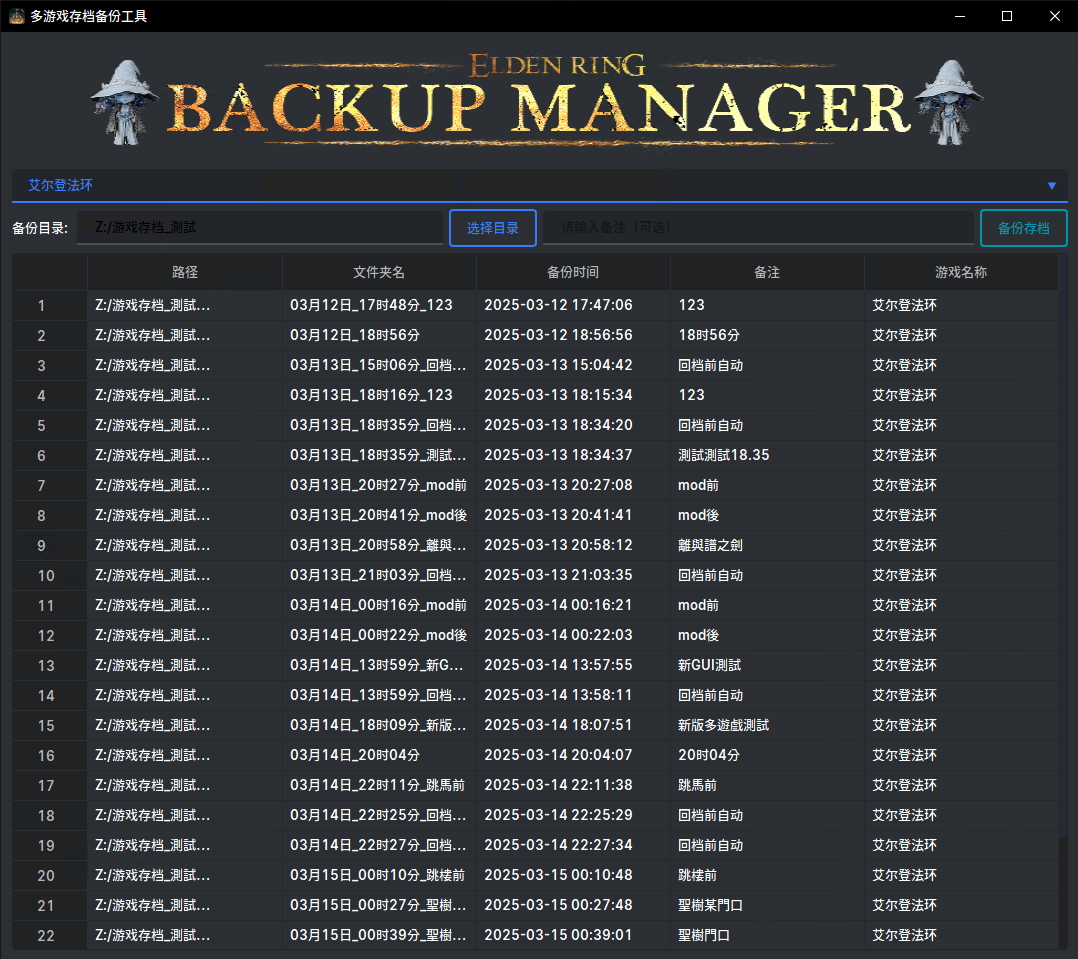 多游戏存档备份工具
ELDEN RING
BACKUP MANAGER
艾尔登法环
备份目录: Z:/游戏存档_測試 选择目录 请输入备注（可选） 备份存档
路径 文件夹名 备份时间 备注 游戏名称
1 Z:/游戏存档_測試... 03月12日_17时48分_123 2025-03-12 17:47:06 123 艾尔登法环
2 Z:/游戏存档_測試... 03月12日_18时56分 2025-03-12 18:56:56 18时56分 艾尔登法环
3 Z:/游戏存档_測試... 03月13日_15时06分_回档... 2025-03-13 15:04:42 回档前自动 艾尔登法环
4 Z:/游戏存档_測試... 03月13日_18时16分_123 2025-03-13 18:15:34 123 艾尔登法环
5 Z:/游戏存档_測試... 03月13日_18时35分_回档... 2025-03-13 18:34:20 回档前自动 艾尔登法环
6 Z:/游戏存档_測試... 03月13日_18时35分_測試... 2025-03-13 18:34:37 測試測試18.35 艾尔登法环
7 Z:/游戏存档_測試... 03月13日_20时27分_mod前 2025-03-13 20:27:08 mod前 艾尔登法环
8 Z:/游戏存档_測試... 03月13日_20时41分_mod後 2025-03-13 20:41:41 mod後 艾尔登法环
9 Z:/游戏存档_測試... 03月13日_20时58分_離與... 2025-03-13 20:58:12 離與譜之劍 艾尔登法环
10 Z:/游戏存档_測試... 03月13日_21时03分_回档... 2025-03-13 21:03:35 回档前自动 艾尔登法环
11 Z:/游戏存档_測試... 03月14日_00时16分_mod前 2025-03-14 00:16:21 mod前 艾尔登法环
12 Z:/游戏存档_測試... 03月14日_00时22分_mod後 2025-03-14 00:22:03 mod後 艾尔登法环
13 Z:/游戏存档_測試... 03月14日_13时59分_新G... 2025-03-14 13:57:55 新GUI測試 艾尔登法环
14 Z:/游戏存档_測試... 03月14日_13时59分_回档... 2025-03-14 13:58:11 回档前自动 艾尔登法环
15 Z:/游戏存档_測試... 03月14日_18时09分_新版... 2025-03-14 18:07:51 新版多遊戲測試 艾尔登法环
16 Z:/游戏存档_測試... 03月14日_20时04分 2025-03-14 20:04:07 20时04分 艾尔登法环
17 Z:/游戏存档_測試... 03月14日_22时11分_跳馬前 2025-03-14 22:11:38 跳馬前 艾尔登法环
18 Z:/游戏存档_測試... 03月14日_22时25分_回档... 2025-03-14 22:25:29 回档前自动 艾尔登法环
19 Z:/游戏存档_測試... 03月14日_22时27分_回档... 2025-03-14 22:27:34 回档前自动 艾尔登法环
20 Z:/游戏存档_測試... 03月15日_00时10分_跳樓前 2025-03-15 00:10:48 跳樓前 艾尔登法环
21 Z:/游戏存档_測試... 03月15日_00时27分_聖樹... 2025-03-15 00:27:48 聖樹某門口 艾尔登法环
22 Z:/游戏存档_測試... 03月15日_00时39分_聖樹... 2025-03-15 00:39:01 聖樹門口 艾尔登法环